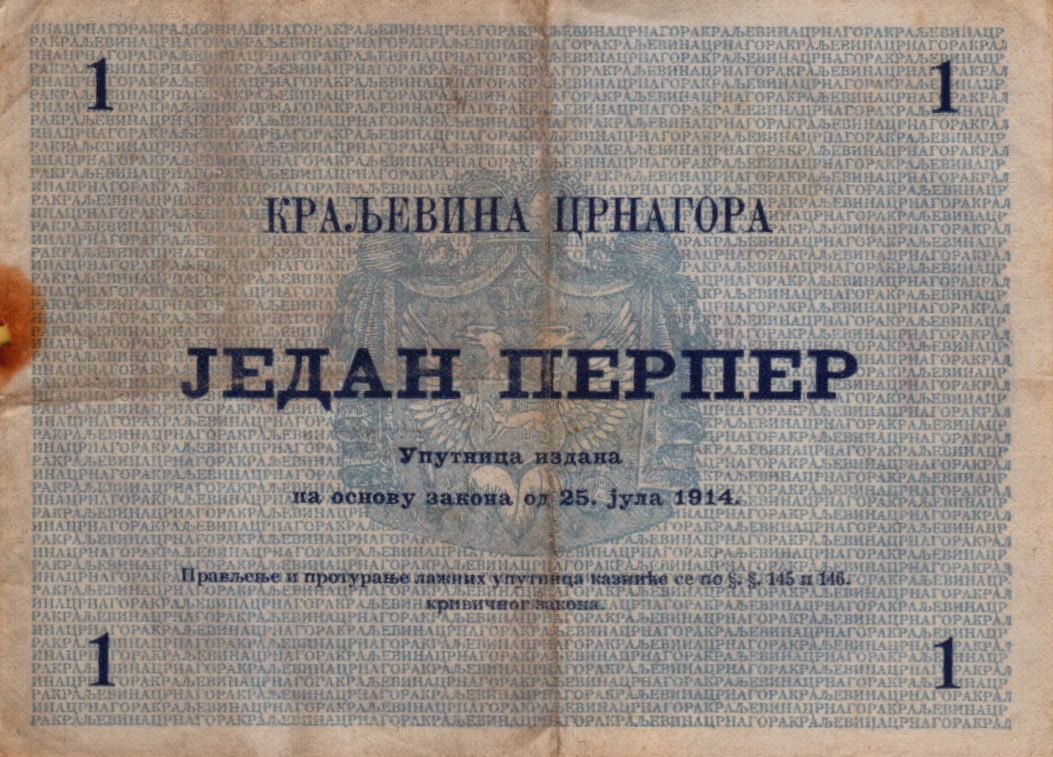 1 1
КРАЉЕВИНА ЦРНАГОРА
ЈЕДАН ПЕРПЕР
Упутница издана
на основу закона од 25. јула 1914.
Прављење и протурање лажних упутница казниће се по §. §. 145 и 146.
кривичног закона.
1 1